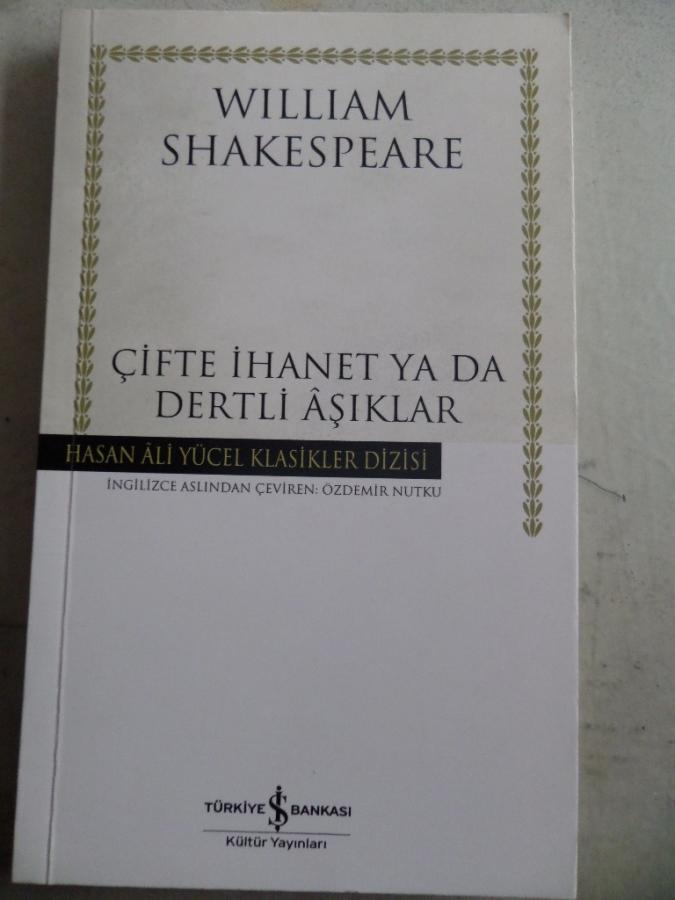 WILLIAM
SHAKESPEARE
ÇİFTE İHANET YA DA
DERTLİ ÂŞIKLAR
HASAN ÂLİ YÜCEL KLASİKLER DİZİSİ
İNGİLİZCE ASLINDAN ÇEVİREN: ÖZDEMİR NUTKU
TÜRKİYE İŞ BANKASI
Kültür Yayınları